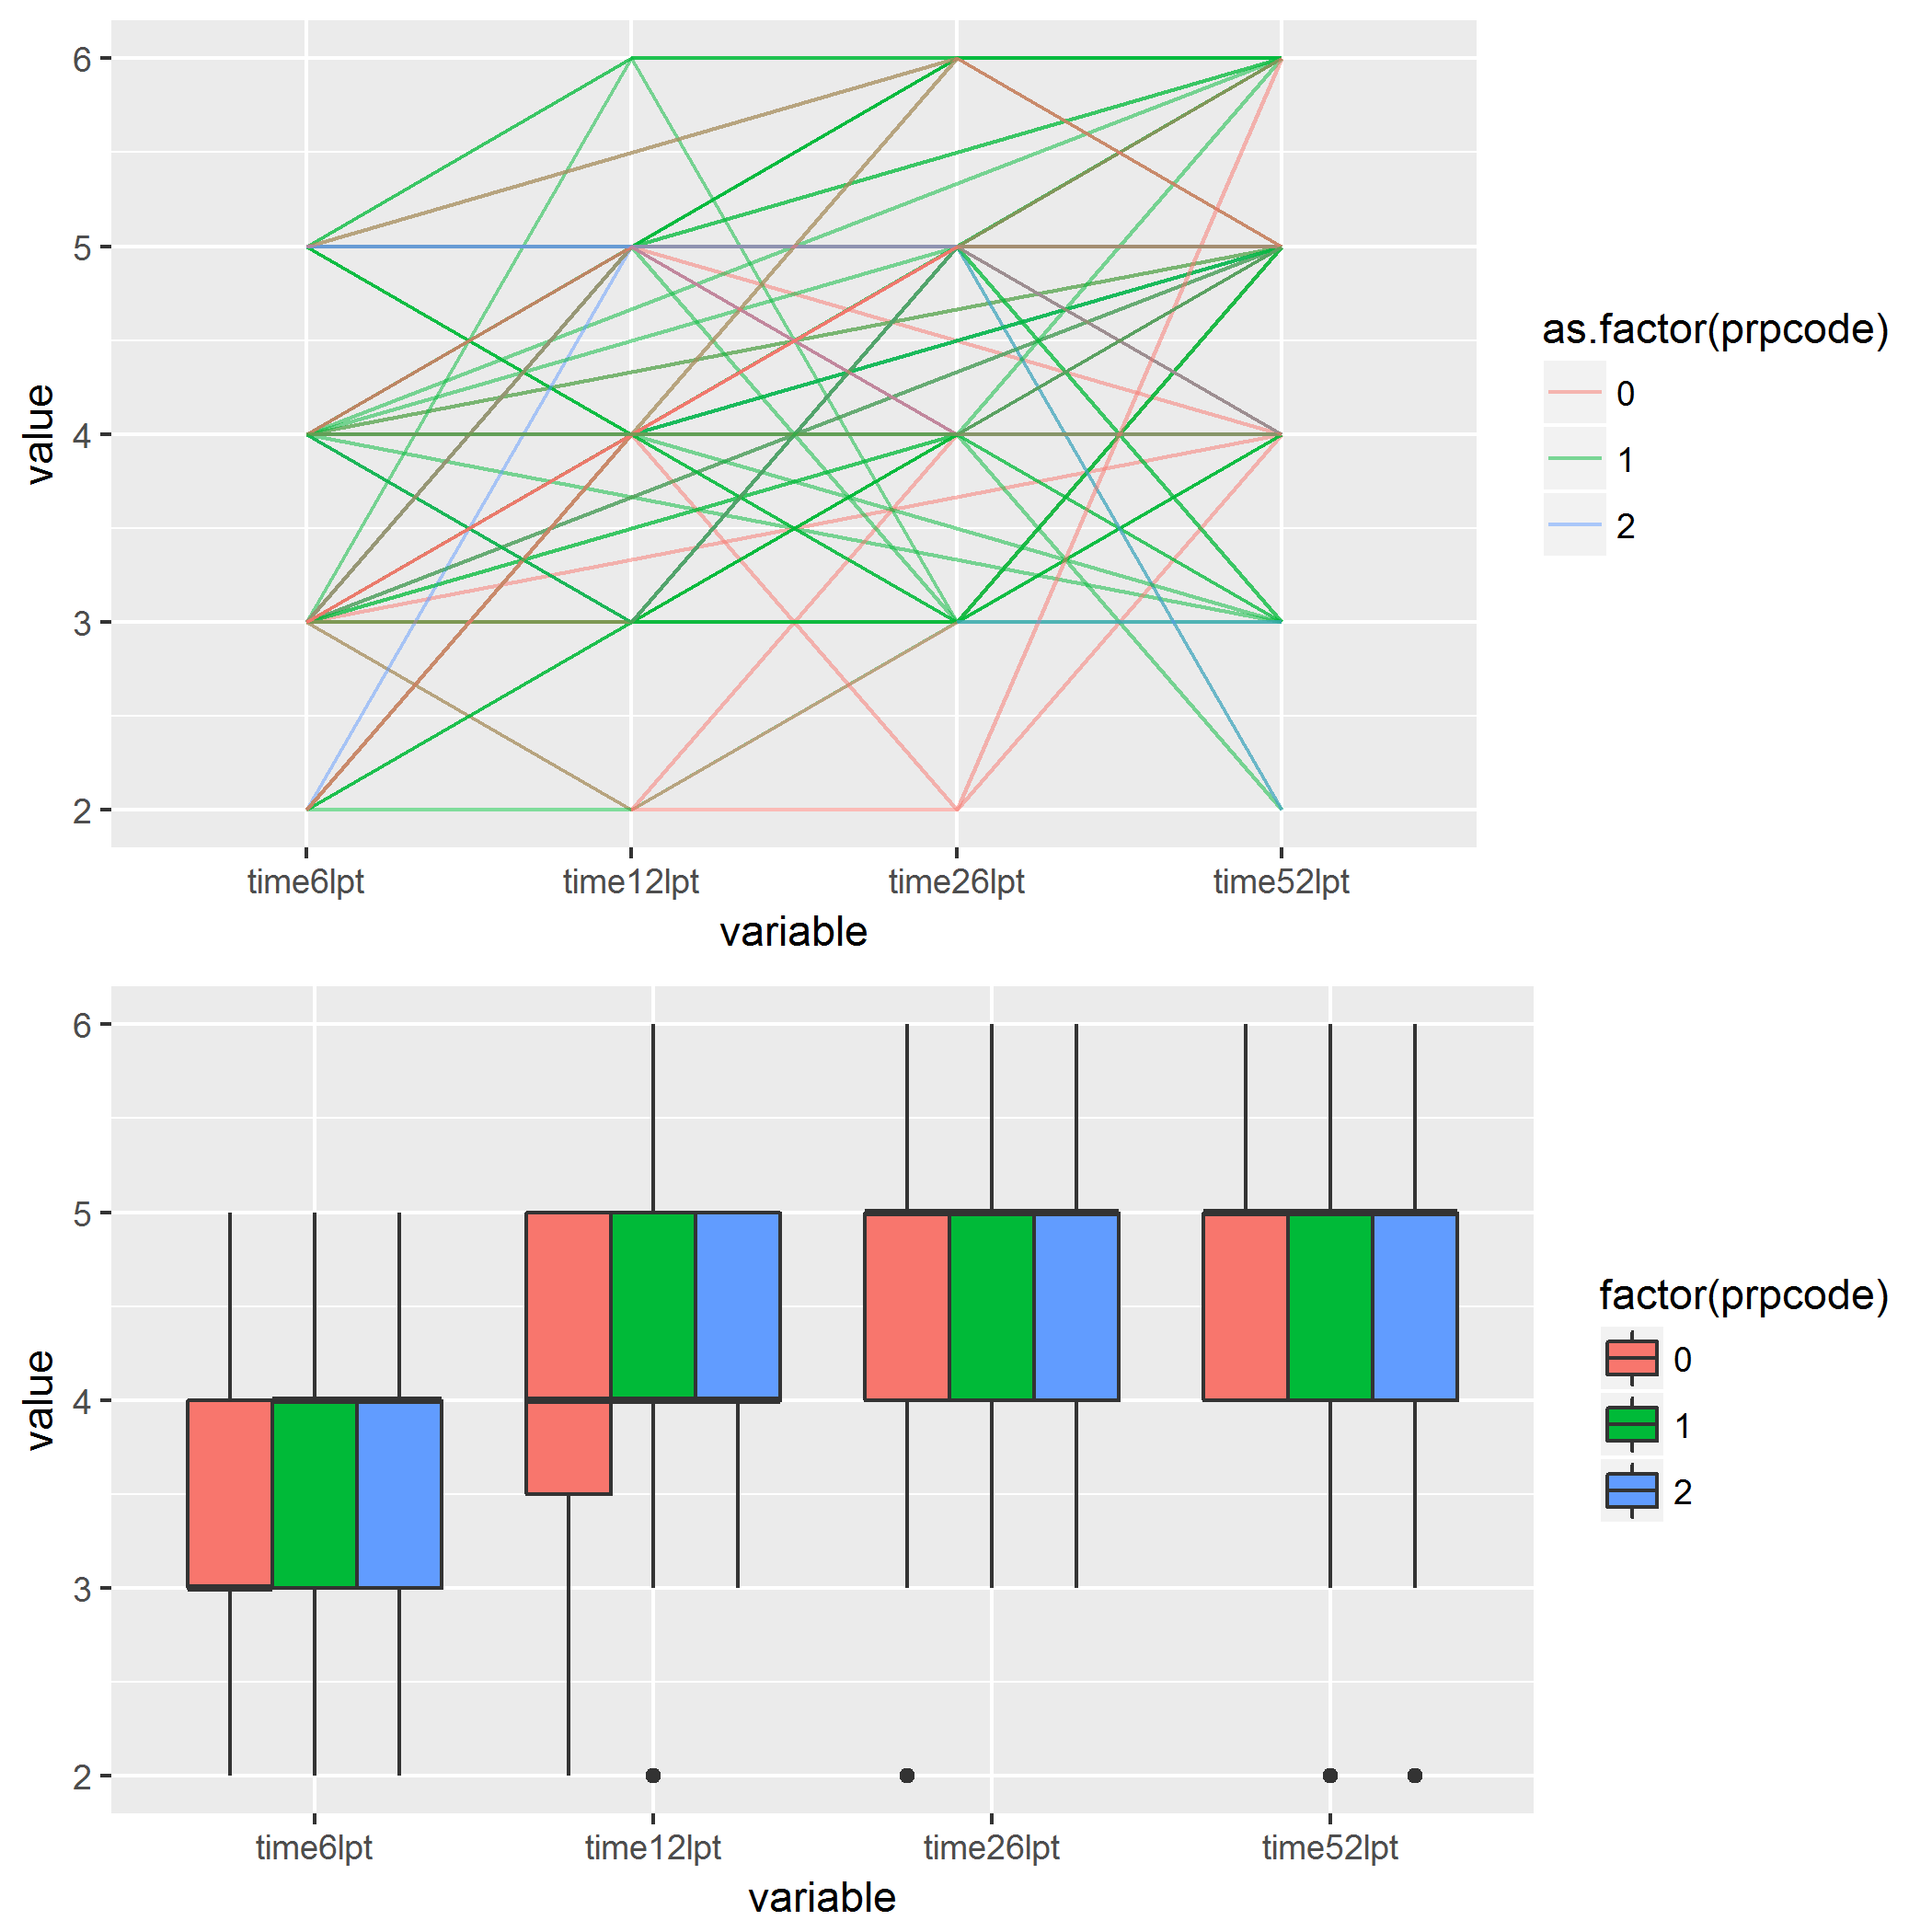 6
5
4
3
2
value
time6lpt
time12lpt
time26lpt
time52lpt
variable
as.factor(prpcode)
0
1
2
6
5
4
3
2
value
time6lpt
time12lpt
time26lpt
time52lpt
variable
factor(prpcode)
0
1
2